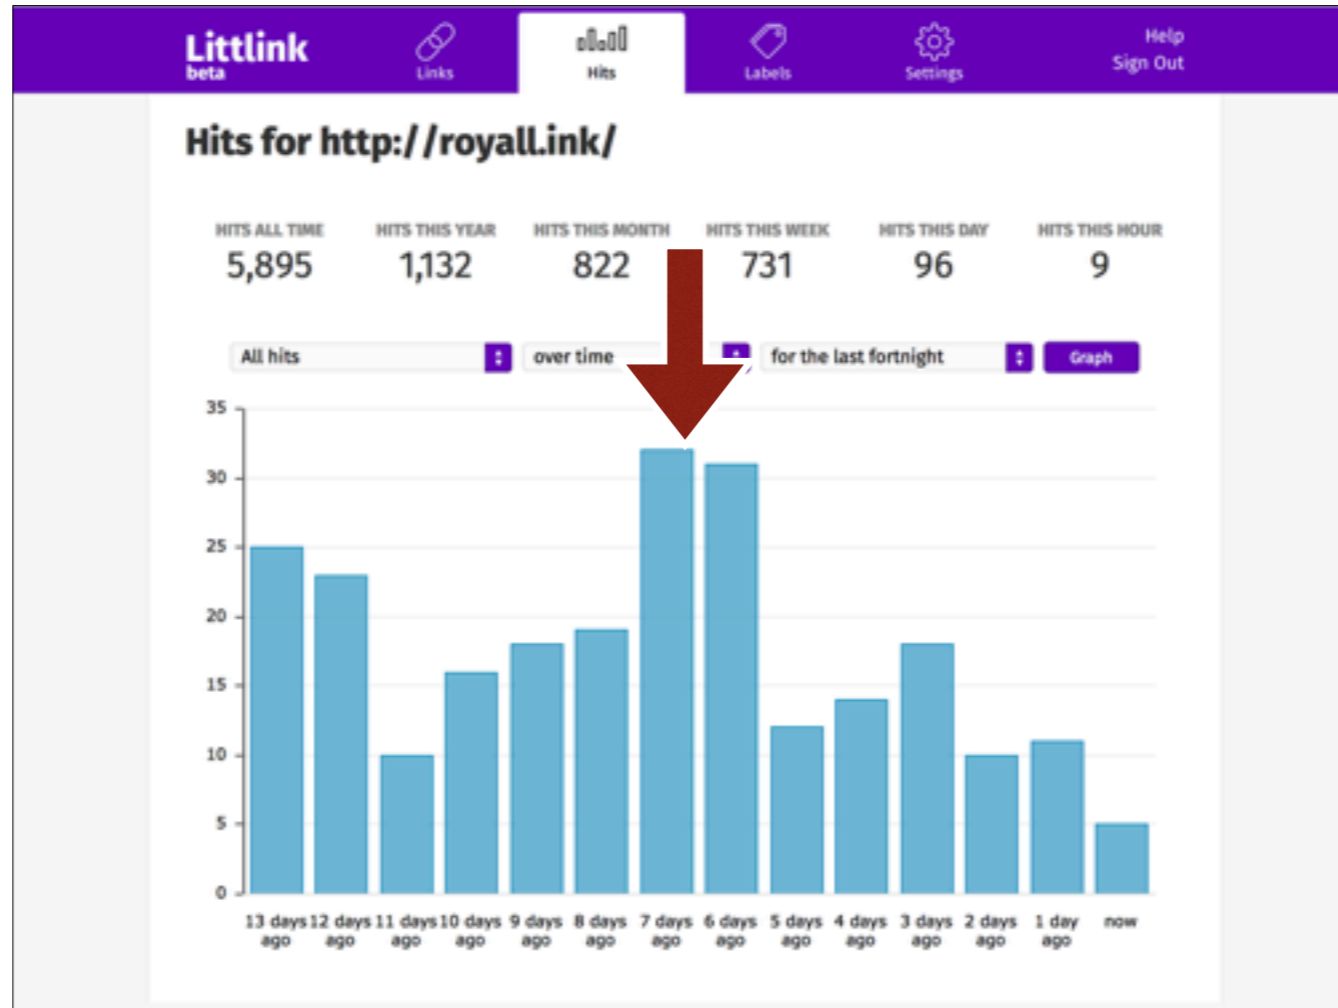 Littlink
beta
Links
Hits
Labels
Settings
Help
Sign Out
Hits for http://royall.ink/
HITS ALL TIME HITS THIS YEAR HITS THIS MONTH HITS THIS WEEK HITS THIS DAY HITS THIS HOUR
5,895 1,132 822 731 96 9
All hits over time for the last fortnight Graph
35
30
25
20
15
10
5
0
13 days ago
12 days ago
11 days ago
10 days ago
9 days ago
8 days ago
7 days ago
6 days ago
5 days ago
4 days ago
3 days ago
2 days ago
1 day ago
now